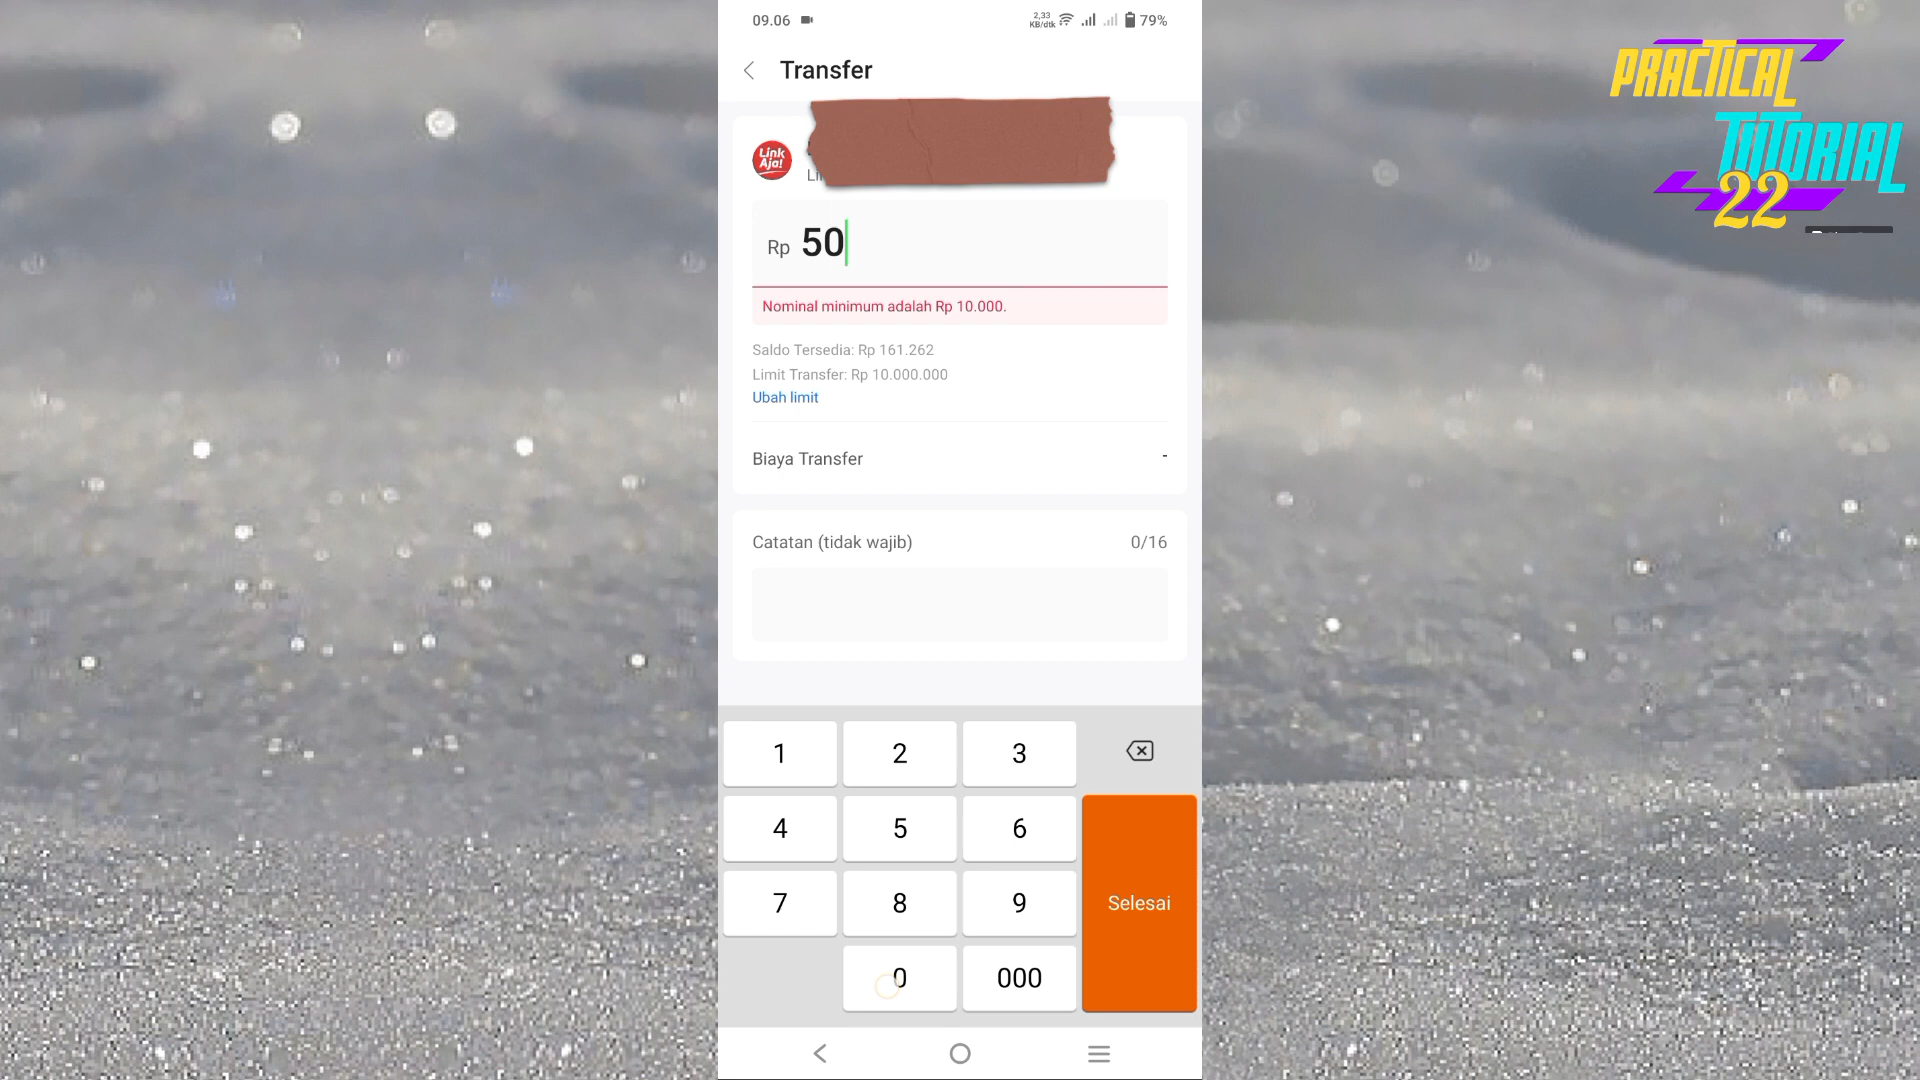 09.06
2,33
KB/dtk
79%
Transfer
PRACTICAL
TUTORIAL
22
Link
Aja!
Rp 50
Nominal minimum adalah Rp 10.000.
Saldo Tersedia: Rp 161.262
Limit Transfer: Rp 10.000.000
Ubah limit
Biaya Transfer -
Catatan (tidak wajib) 0/16
1 2 3
4 5 6
7 8 9
Selesai
0 000